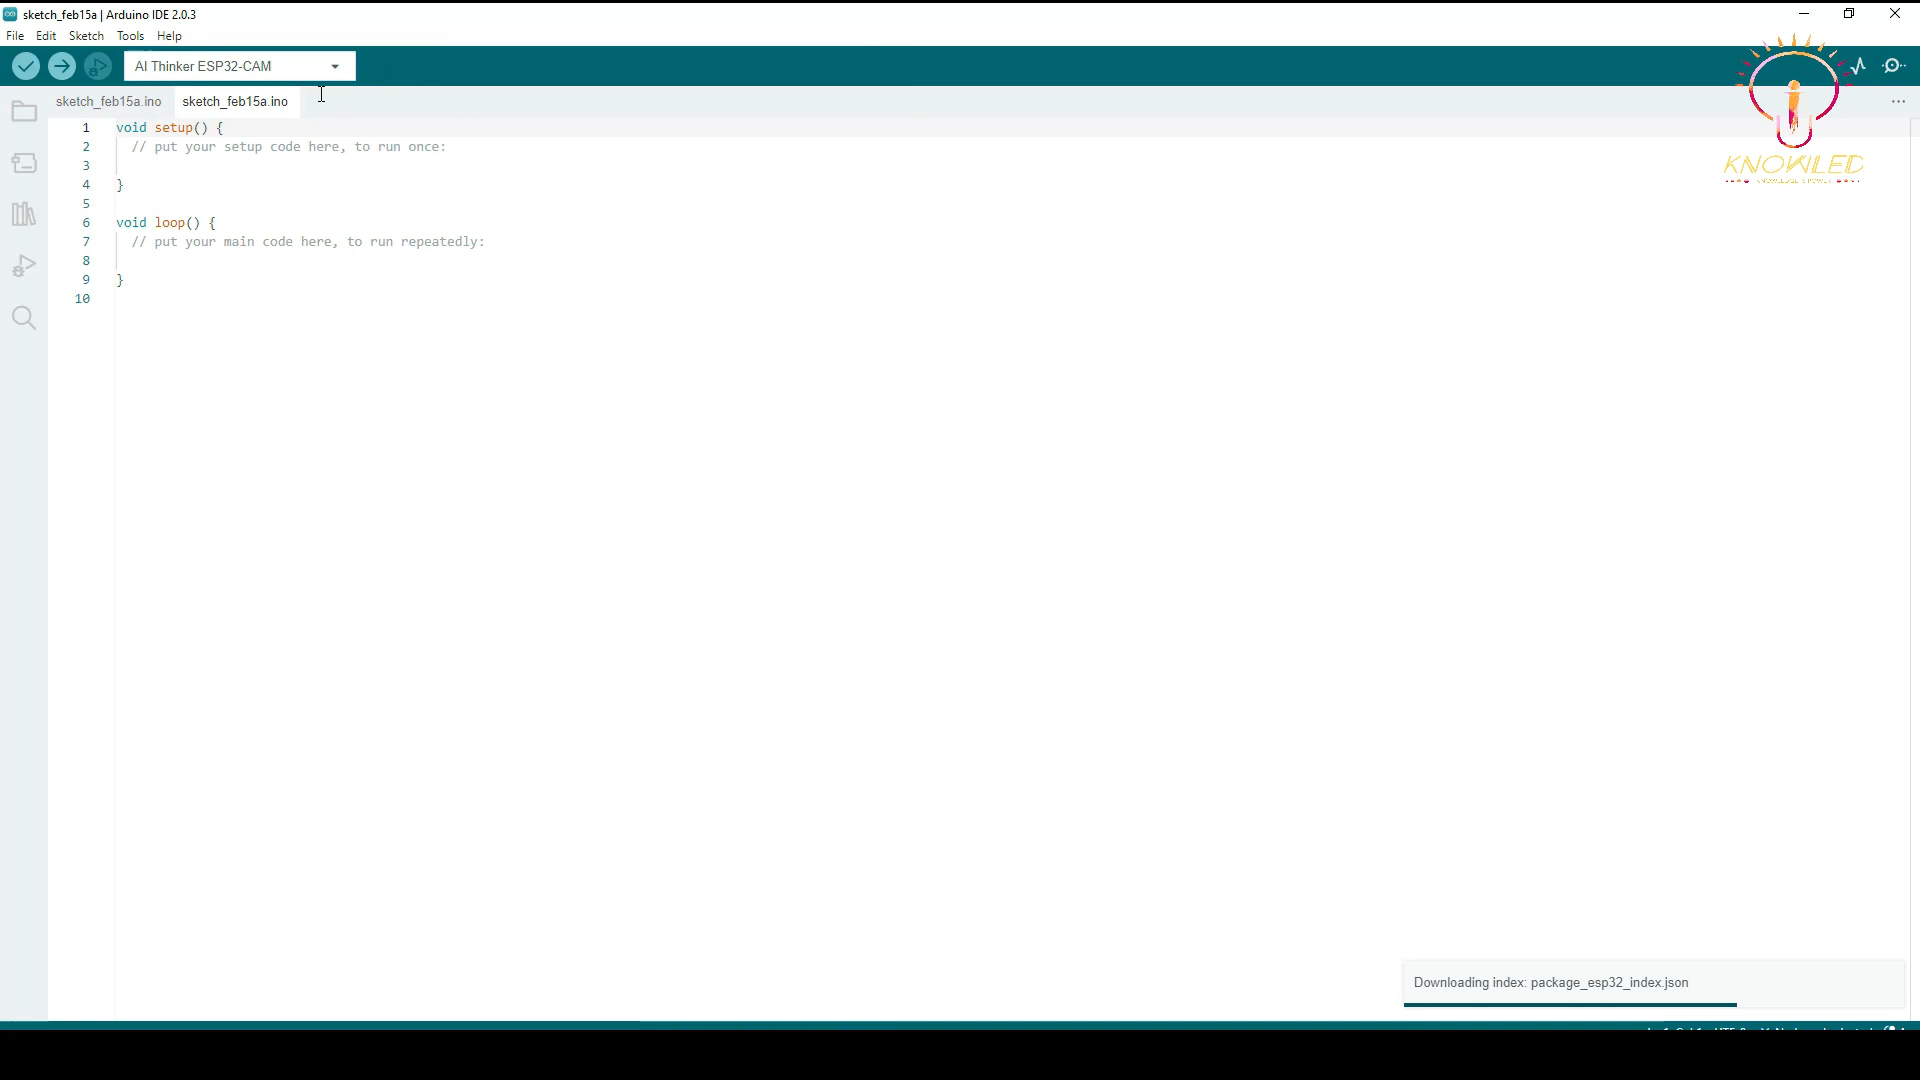 sketch_feb15a | Arduino IDE 2.0.3
File Edit Sketch Tools Help
AI Thinker ESP32-CAM
sketch_feb15a.ino sketch_feb15a.ino
1 void setup() {
2 // put your setup code here, to run once:
3
4 }
5
6 void loop() {
7 // put your main code here, to run repeatedly:
8
9 }
10
KNOWLED
Downloading index: package_esp32_index.json